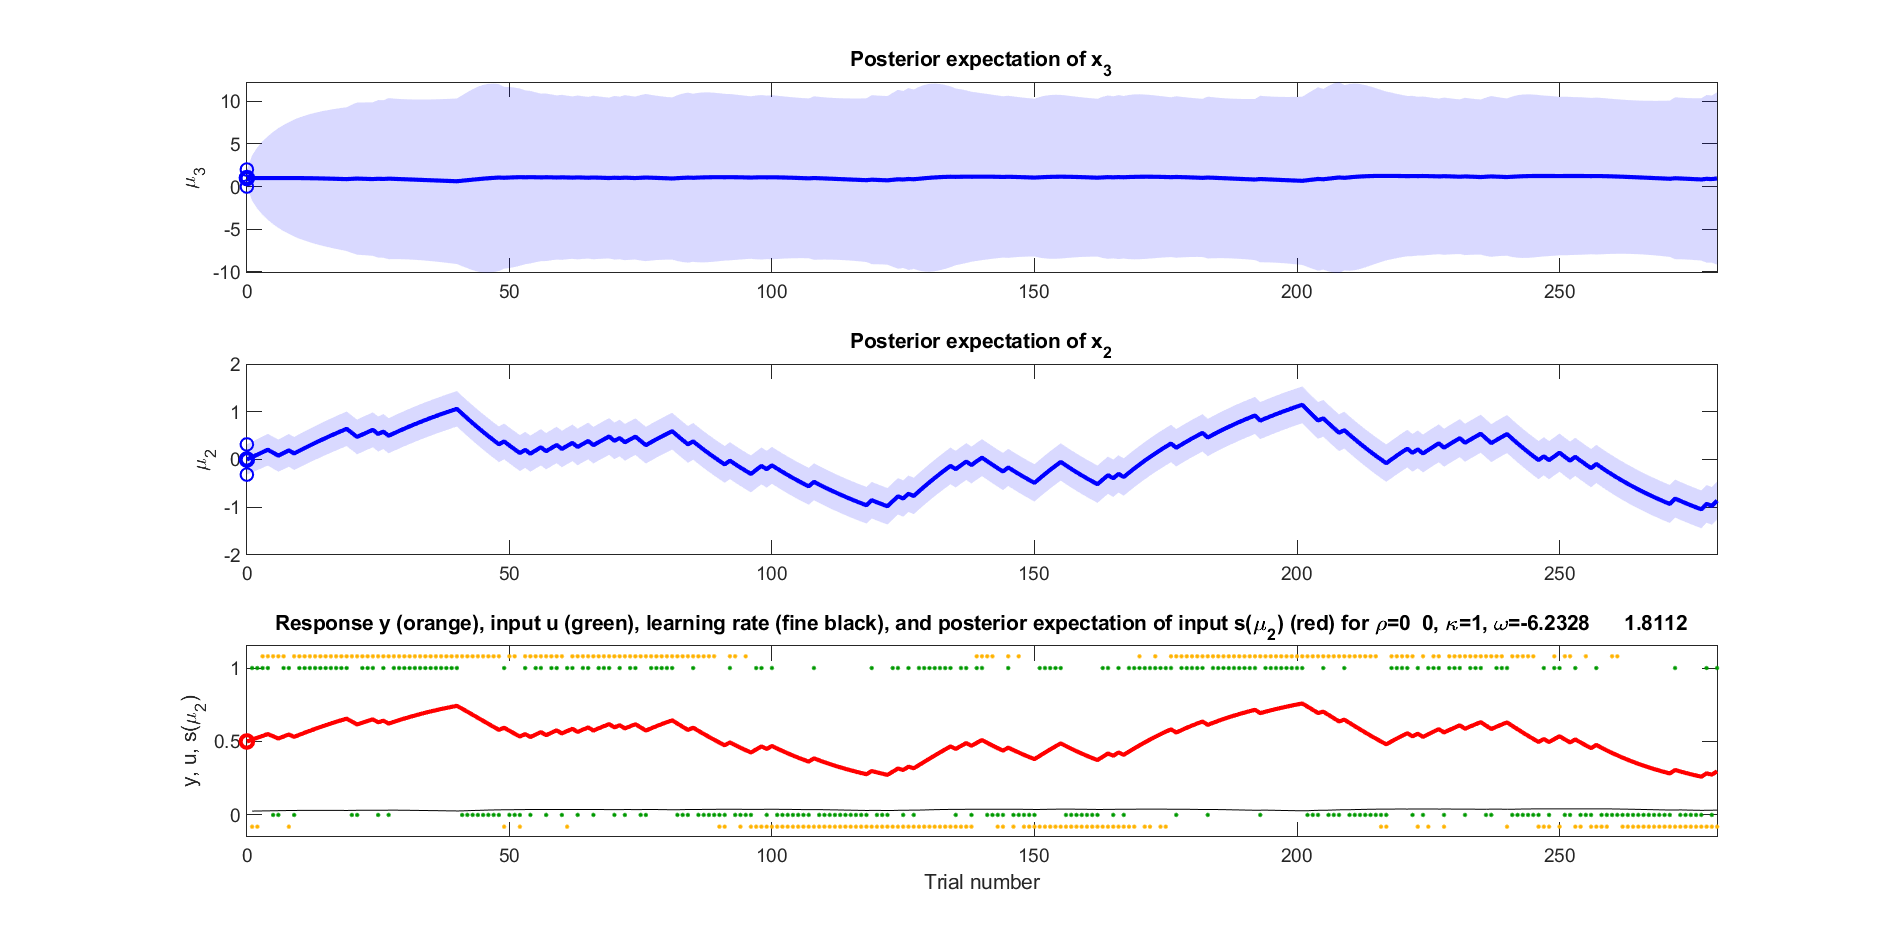 Posterior expectation of x3
10
5
0
-5
-10
μ3
0 50 100 150 200 250
Posterior expectation of x2
2
1
0
-1
-2
μ2
0 50 100 150 200 250
Response y (orange), input u (green), learning rate (fine black), and posterior expectation of input s(μ2) (red) for ρ=0 0, κ=1, ω=-6.2328 1.8112
1
0.5
0
y, u, s(μ2)
0 50 100 150 200 250
Trial number